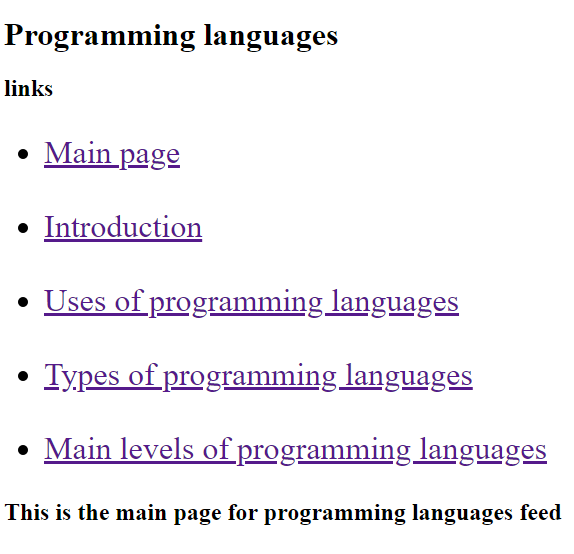 Programming languages
links
Main page
Introduction
Uses of programming languages
Types of programming languages
Main levels of programming languages
This is the main page for programming languages feed